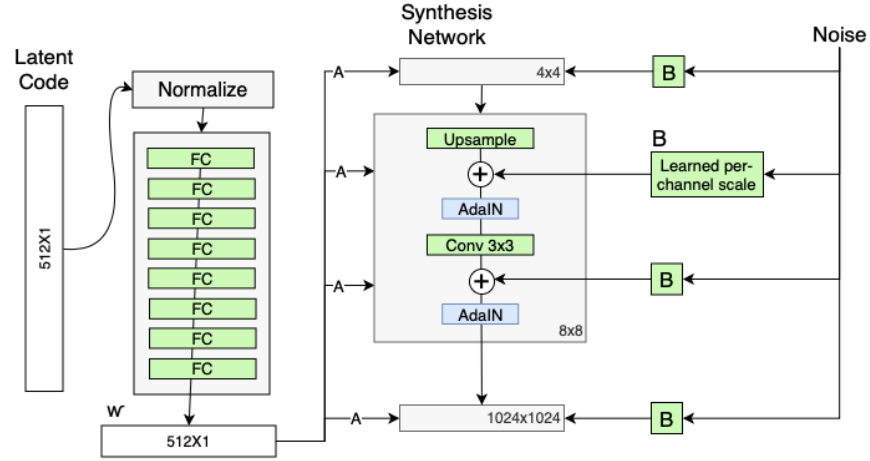 Synthesis
Network
Noise
Latent
Code
Normalize
A
4x4
B
Upsample
B
Learned per-
channel scale
FC
FC
FC
FC
FC
FC
FC
FC
512X1
A
+
AdaIN
Conv 3x3
A
+
B
AdaIN
8x8
w
512X1
A
1024x1024
B